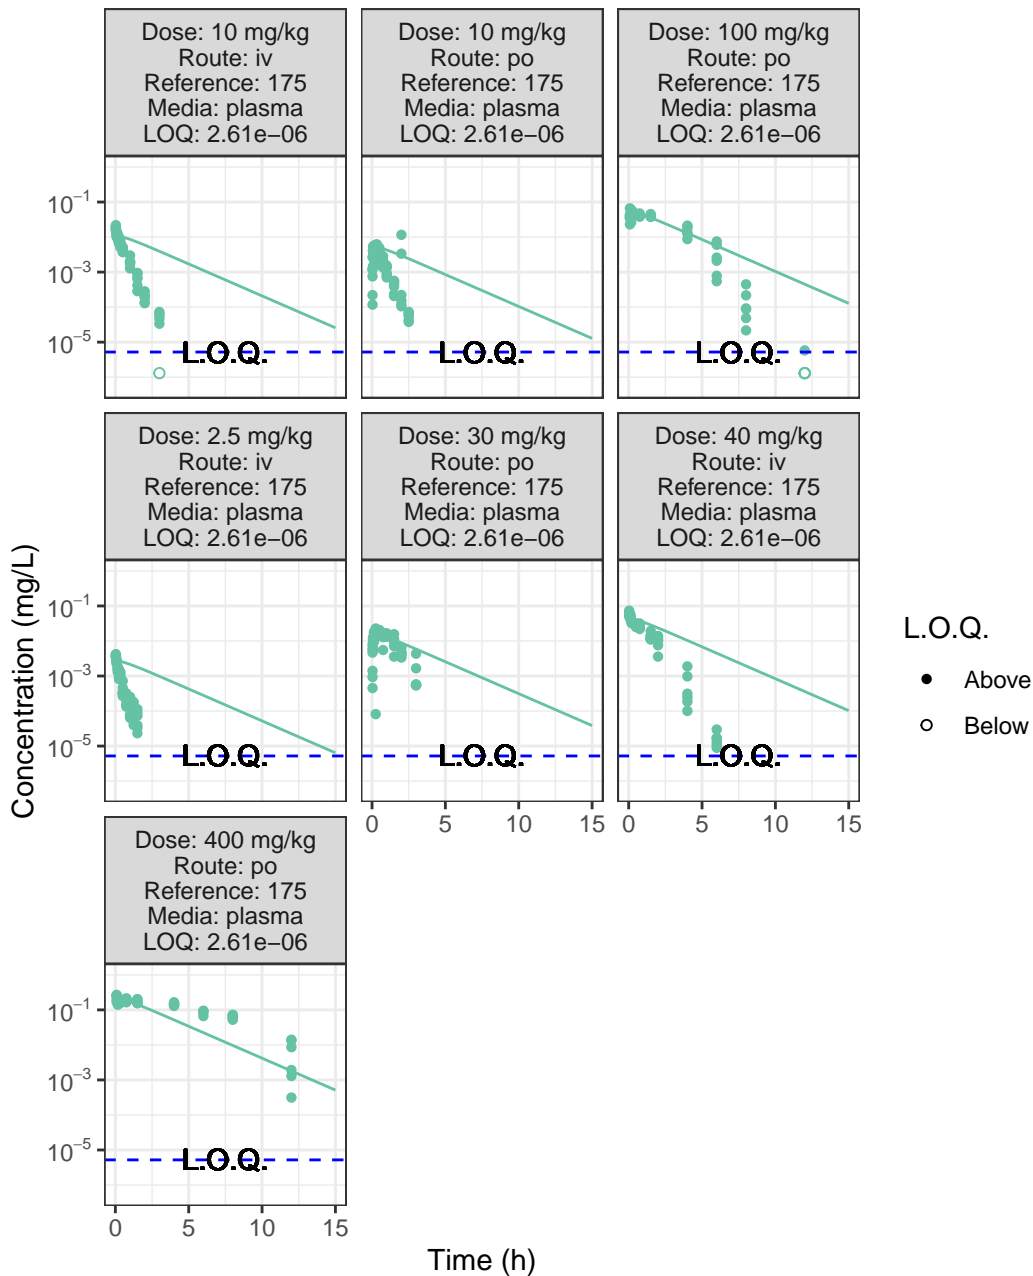 Dose: 10 mg/kg
Route: iv
Reference: 175
Media: plasma
LOQ: 2.61e−06
Dose: 10 mg/kg
Route: po
Reference: 175
Media: plasma
LOQ: 2.61e−06
Dose: 100 mg/kg
Route: po
Reference: 175
Media: plasma
LOQ: 2.61e−06
10⁻¹
10⁻³
10⁻⁵
L.O.Q.
L.O.Q.
L.O.Q.
Dose: 2.5 mg/kg
Route: iv
Reference: 175
Media: plasma
LOQ: 2.61e−06
Dose: 30 mg/kg
Route: po
Reference: 175
Media: plasma
LOQ: 2.61e−06
Dose: 40 mg/kg
Route: iv
Reference: 175
Media: plasma
LOQ: 2.61e−06
10⁻¹
10⁻³
10⁻⁵
L.O.Q.
L.O.Q.
L.O.Q.
0 5 10 15
0 5 10 15
Dose: 400 mg/kg
Route: po
Reference: 175
Media: plasma
LOQ: 2.61e−06
10⁻¹
10⁻³
10⁻⁵
L.O.Q.
0 5 10 15
Time (h)
Concentration (mg/L)
L.O.Q.
Above
Below